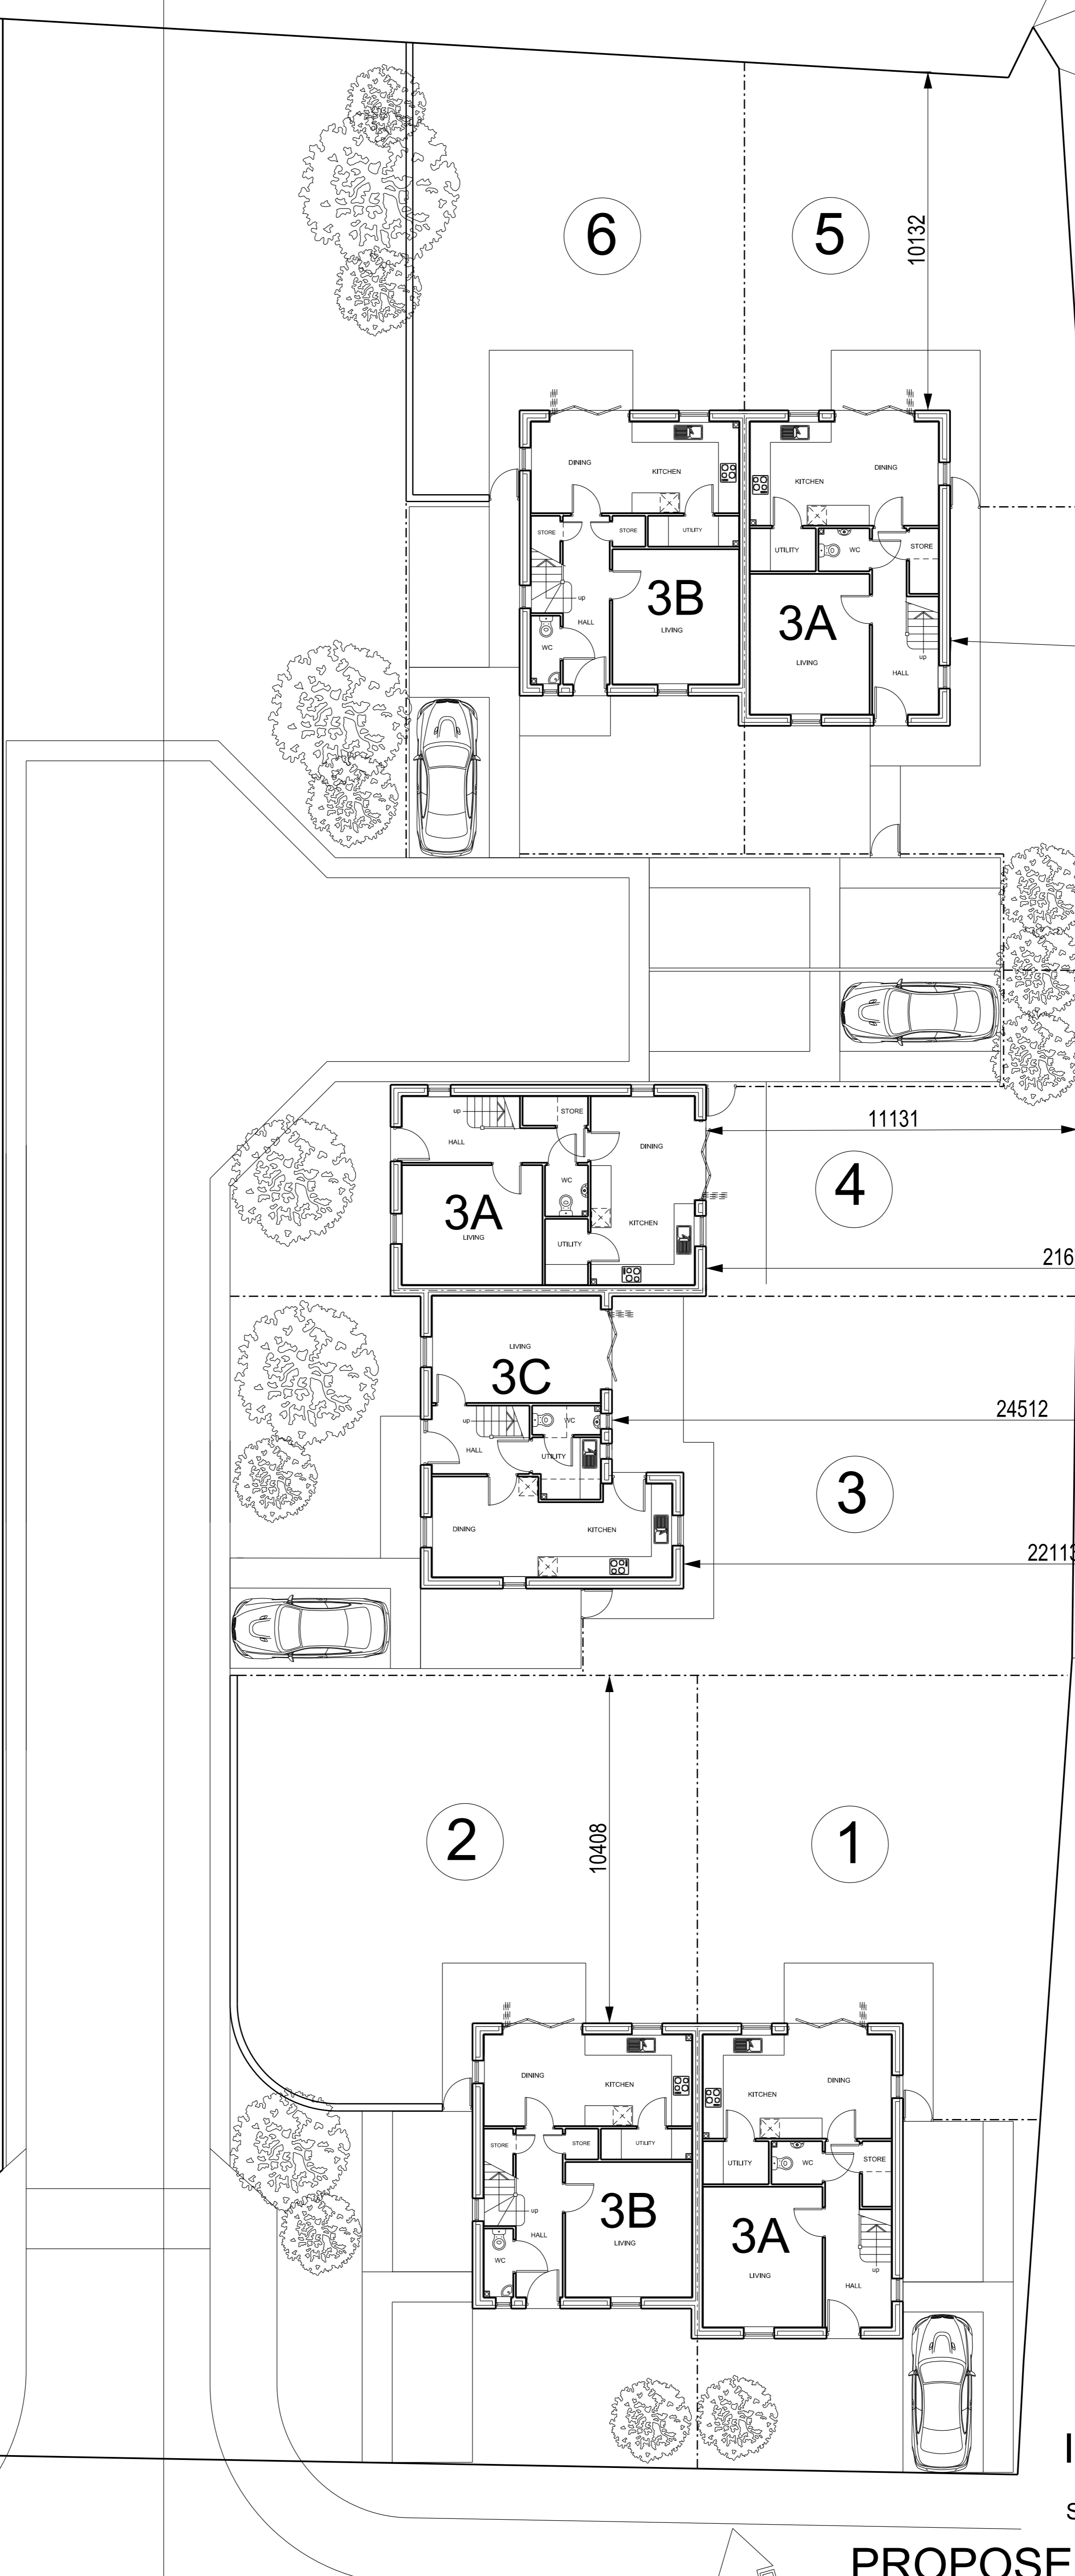 6
5
10132
DINING
KITCHEN
KITCHEN
DINING
STORE
STORE
UTILITY
UTILITY
WC
STORE
up
3B
HALL
LIVING
WC
3A
LIVING
up
HALL
up
STORE
HALL
DINING
11131
WC
4
3A
LIVING
KITCHEN
UTILITY
LIVING
3C
24512
up
WC
HALL
UTILITY
3
DINING
KITCHEN
22113
2
10408
1
DINING
KITCHEN
KITCHEN
DINING
STORE
STORE
UTILITY
UTILITY
WC
STORE
up
3B
HALL
LIVING
WC
3A
LIVING
up
HALL